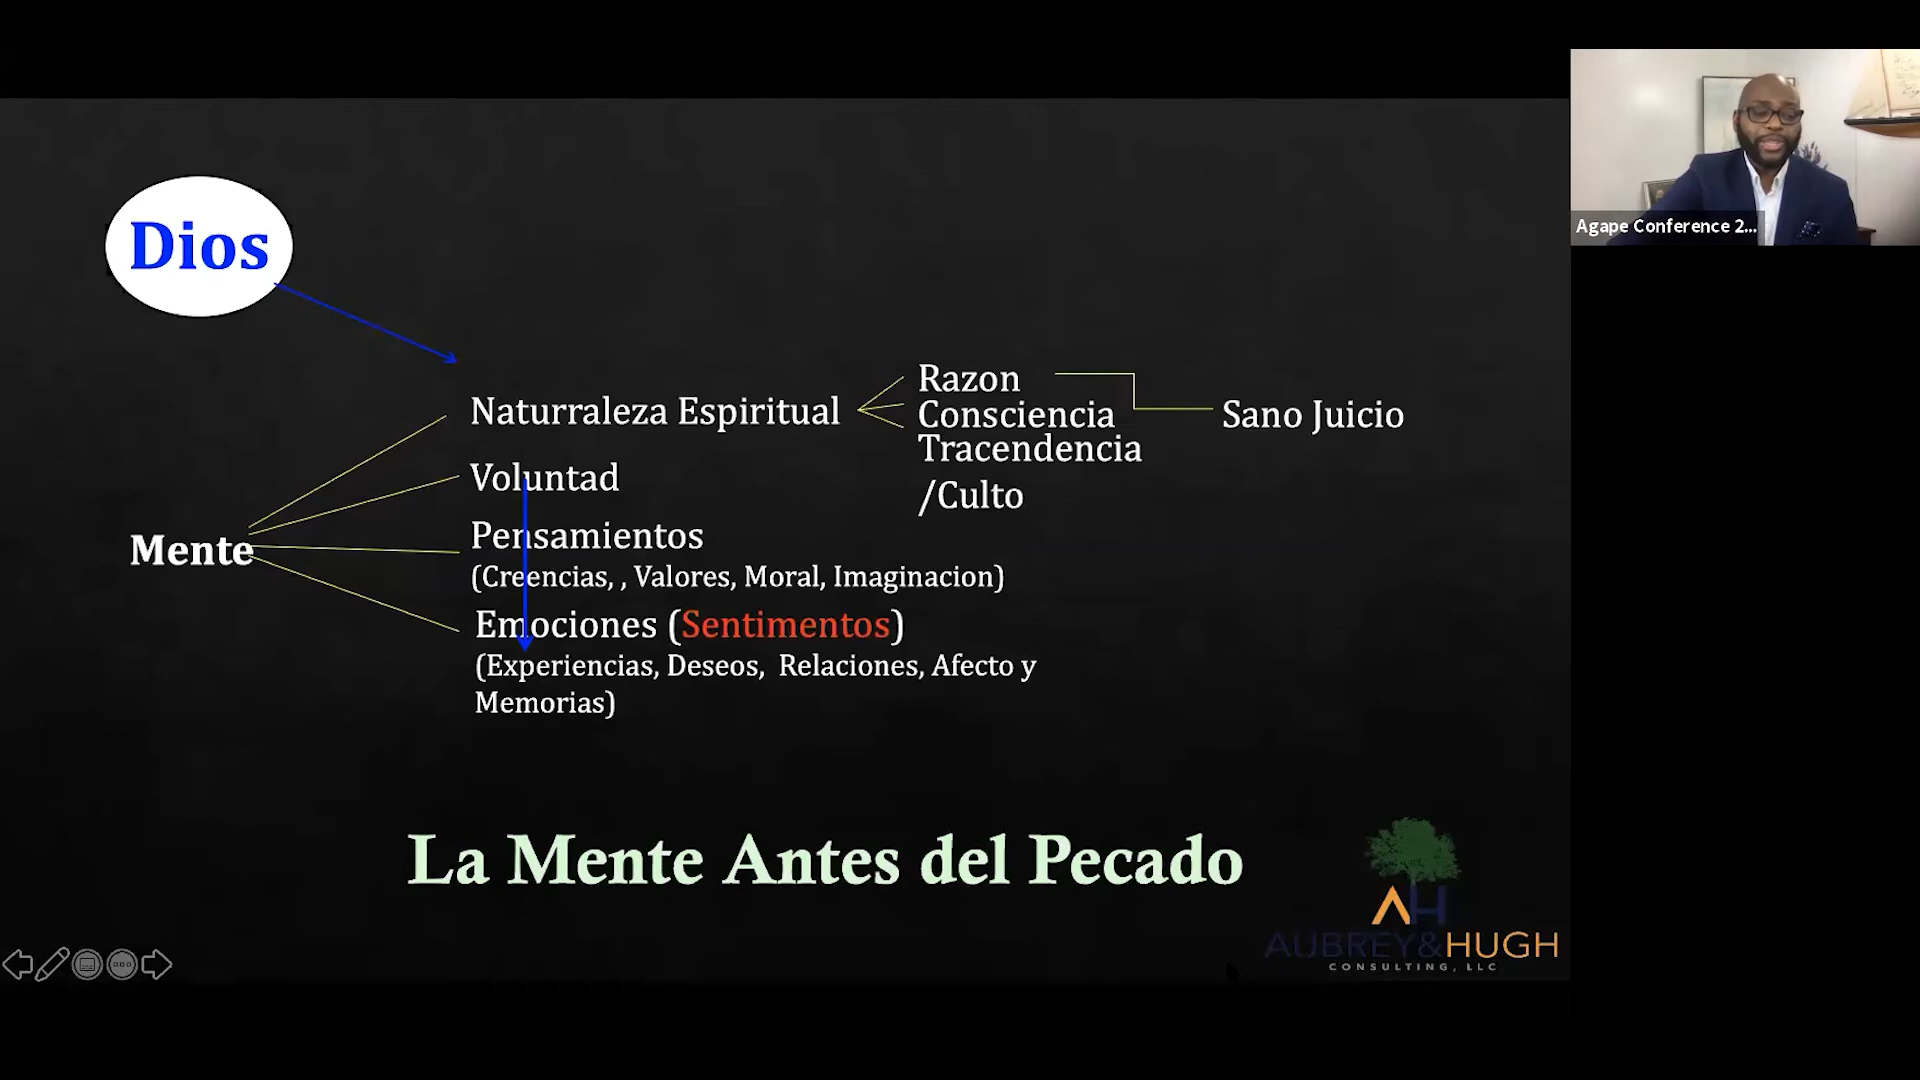 Agape Conference 2...
Dios
Razon
Naturraleza Espiritual
Consciencia
Sano Juicio
Tracendencia
/Culto
Voluntad
Mente
Pensamientos
(Creencias, , Valores, Moral, Imaginacion)
Emociones (Sentimentos)
(Experiencias, Deseos, Relaciones, Afecto y
Memorias)
La Mente Antes del Pecado
AH
AUBREY&HUGH
CONSULTING, LLC